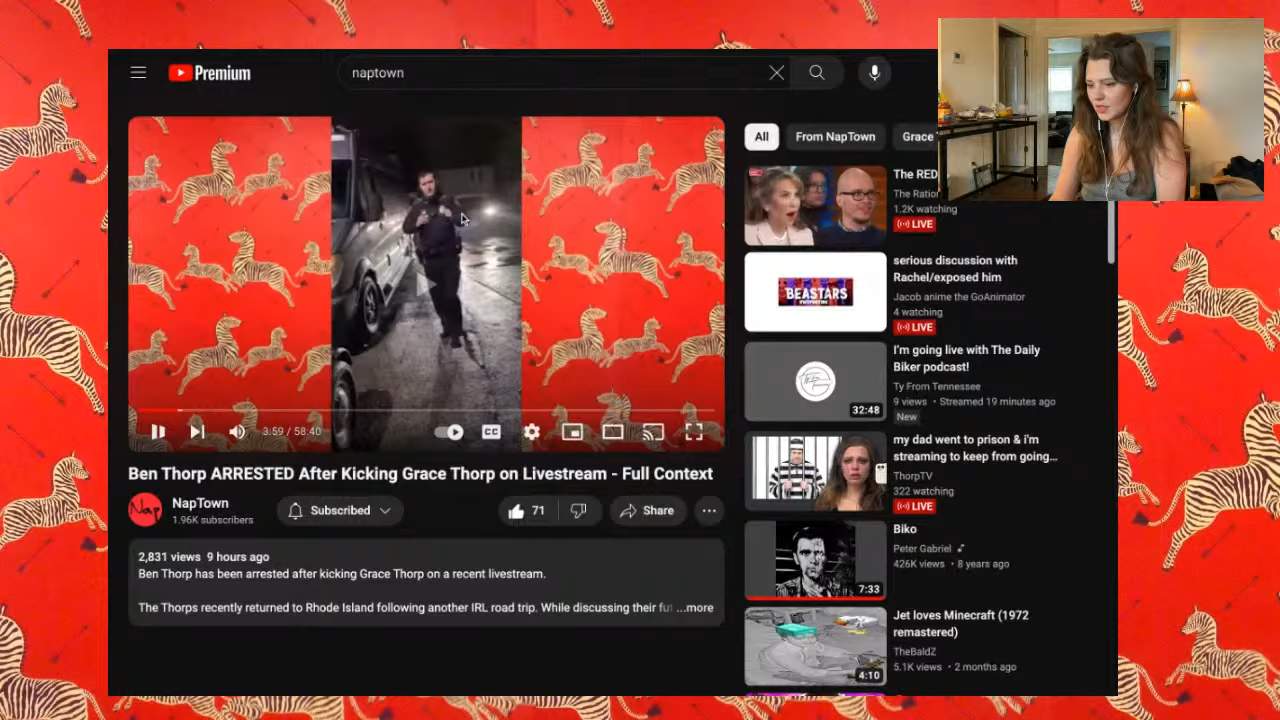 Premium
naptown
3:59 / 58:40
CC
Ben Thorp ARRESTED After Kicking Grace Thorp on Livestream - Full Context
Nap
NapTown
1.96K subscribers
Subscribed
71
Share
2,831 views 9 hours ago
Ben Thorp has been arrested after kicking Grace Thorp on a recent livestream.
The Thorps recently returned to Rhode Island following another IRL road trip. While discussing their fut ...more
All
From NapTown
Grace
The RED
The Ration
1.2K watching
LIVE
BEASTARS
serious discussion with
Rachel/exposed him
Jacob anime the GoAnimator
4 watching
LIVE
32:48
I'm going live with The Daily
Biker podcast!
Ty From Tennessee
9 views • Streamed 19 minutes ago
New
my dad went to prison & i'm
streaming to keep from going...
ThorpTV
322 watching
LIVE
7:33
Biko
Peter Gabriel
426K views • 8 years ago
4:10
Jet loves Minecraft (1972
remastered)
TheBaldZ
5.1K views • 2 months ago